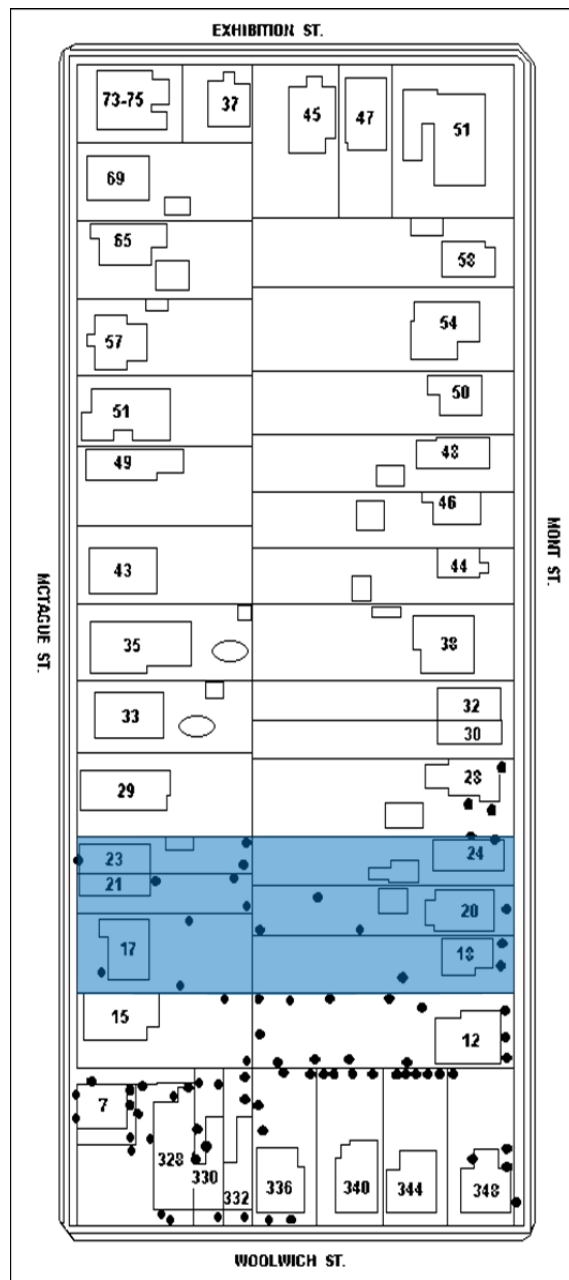 EXHIBITION ST.
73-75 37 45 47 51
69
65 58
57 54
51 50
49 48
46
43 44
35 38
33 32
30
29 28
23 24
21 20
17 18
15 12
7
328 330 332 336 340 344 348
MCTAGUE ST.
MONT ST.
WOOLWICH ST.